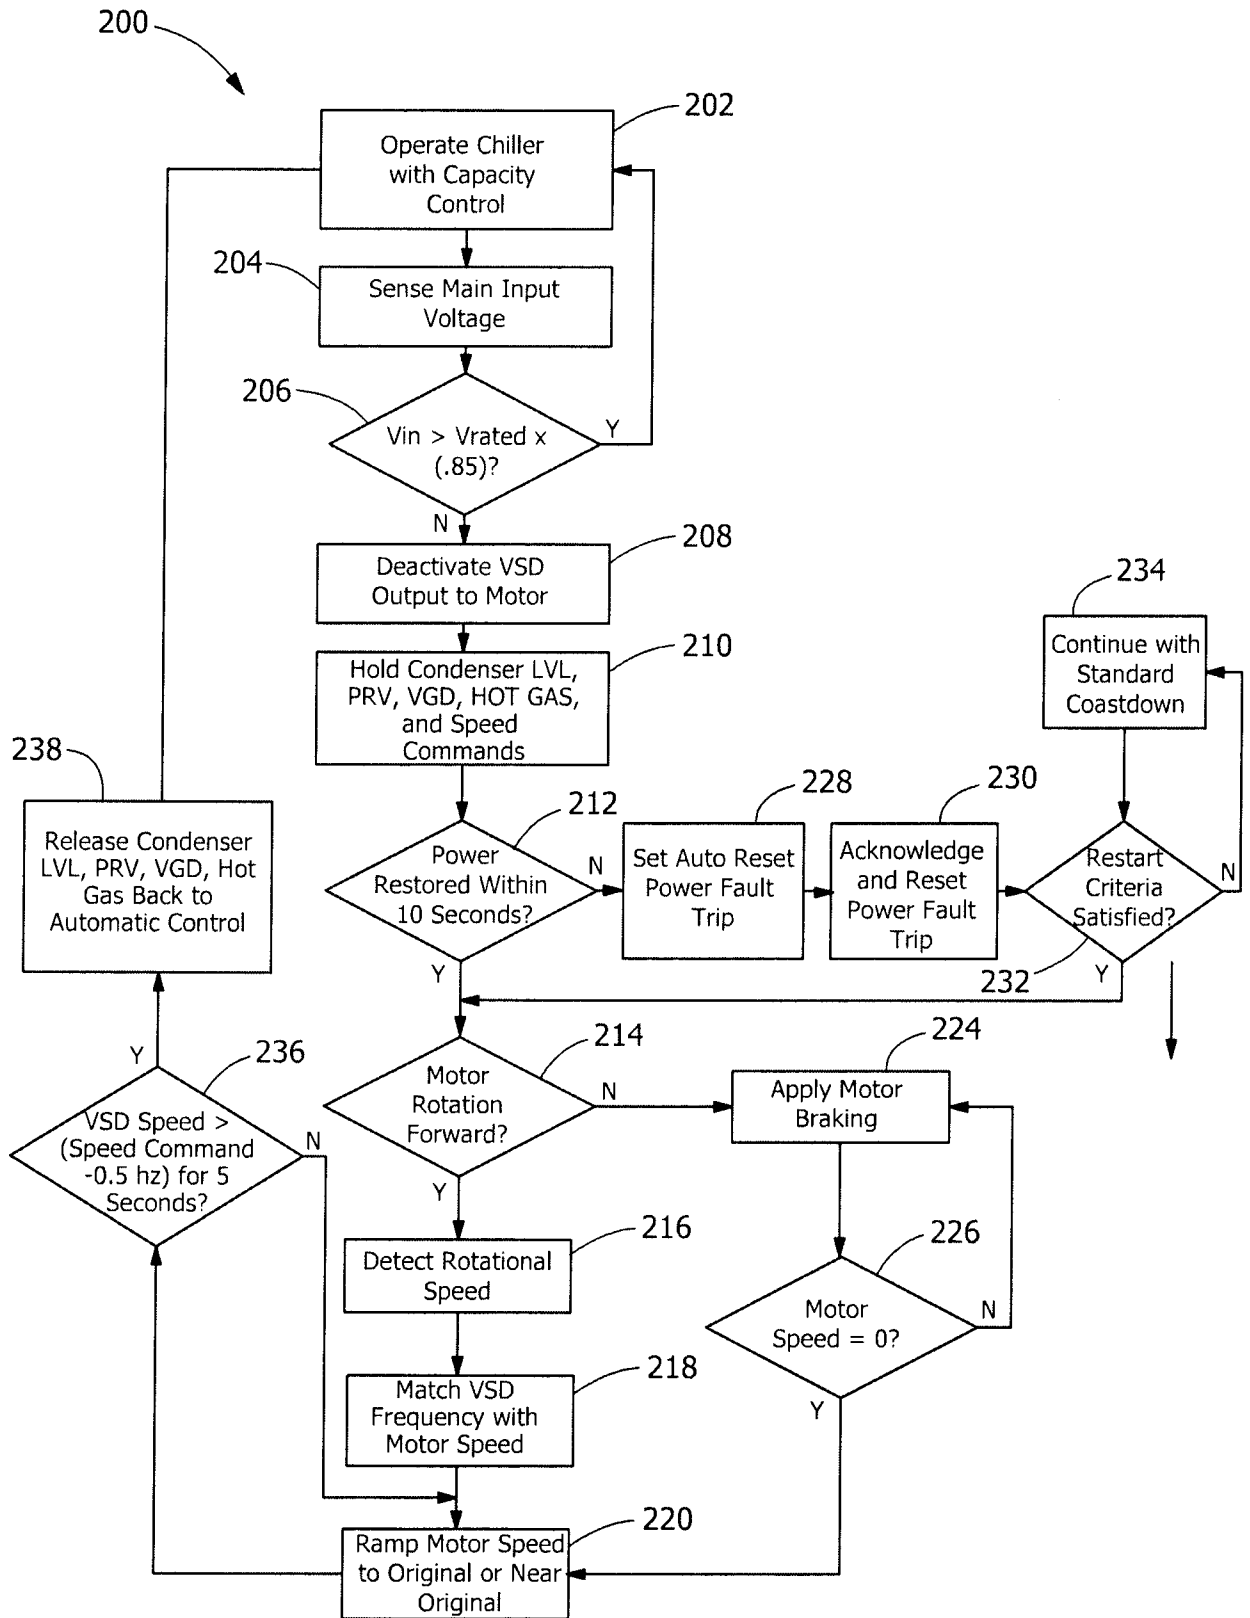 200
202
Operate Chiller
with Capacity
Control
204
Sense Main Input
Voltage
206
Vin > Vrated x
(.85)?
Y
N
208
Deactivate VSD
Output to Motor
210
Hold Condenser LVL,
PRV, VGD, HOT GAS,
and Speed
Commands
212
Power
Restored Within
10 Seconds?
N
Y
228
Set Auto Reset
Power Fault
Trip
230
Acknowledge
and Reset
Power Fault
Trip
234
Continue with
Standard
Coastdown
Restart
Criteria
Satisfied?
N
232
Y
238
Release Condenser
LVL, PRV, VGD, Hot
Gas Back to
Automatic Control
Y
236
VSD Speed >
(Speed Command
-0.5 hz) for 5
Seconds?
N
214
Motor
Rotation
Forward?
N
Y
224
Apply Motor
Braking
216
Detect Rotational
Speed
226
Motor
Speed = 0?
N
Y
218
Match VSD
Frequency with
Motor Speed
220
Ramp Motor Speed
to Original or Near
Original